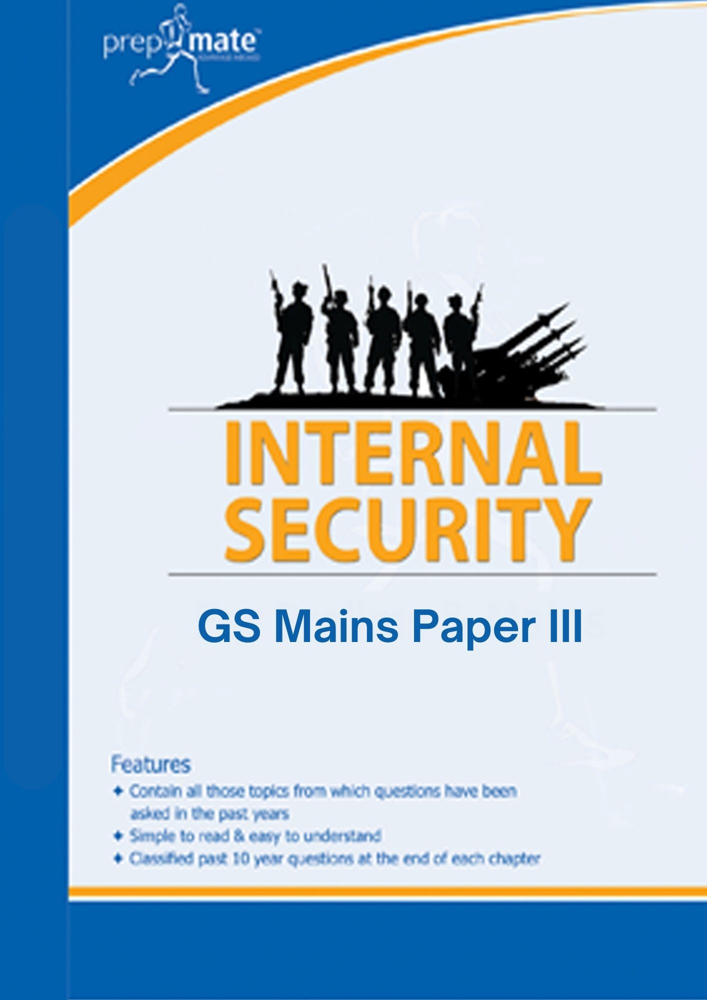 prep mate™
INTERNAL
SECURITY
GS Mains Paper III
Features
✦ Contain all those topics from which questions have been
asked in the past years
✦ Simple to read & easy to understand
✦ Classified past 10 year questions at the end of each chapter